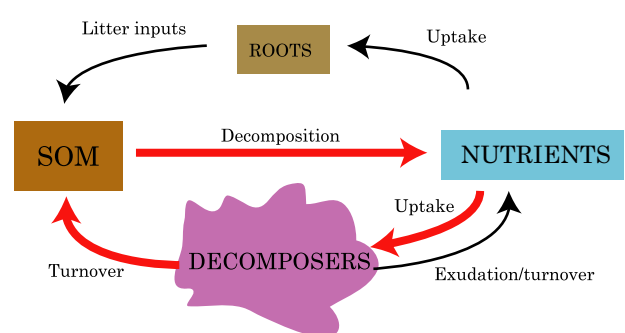 Litter inputs
ROOTS
Uptake
SOM
Decomposition
NUTRIENTS
Uptake
DECOMPOSERS
Turnover
Exudation/turnover